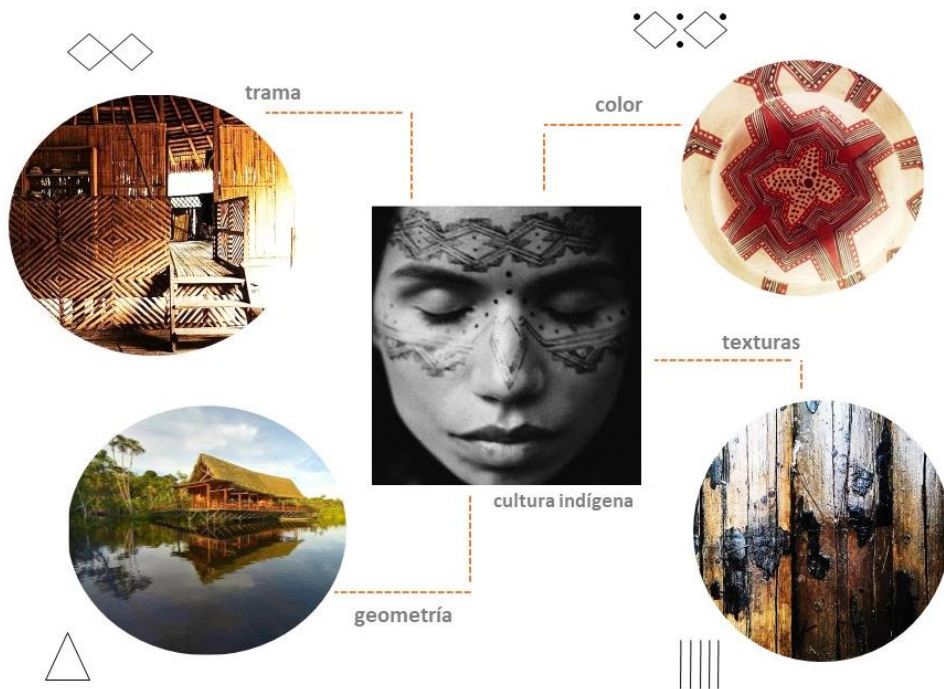 trama
color
texturas
cultura indígena
geometría